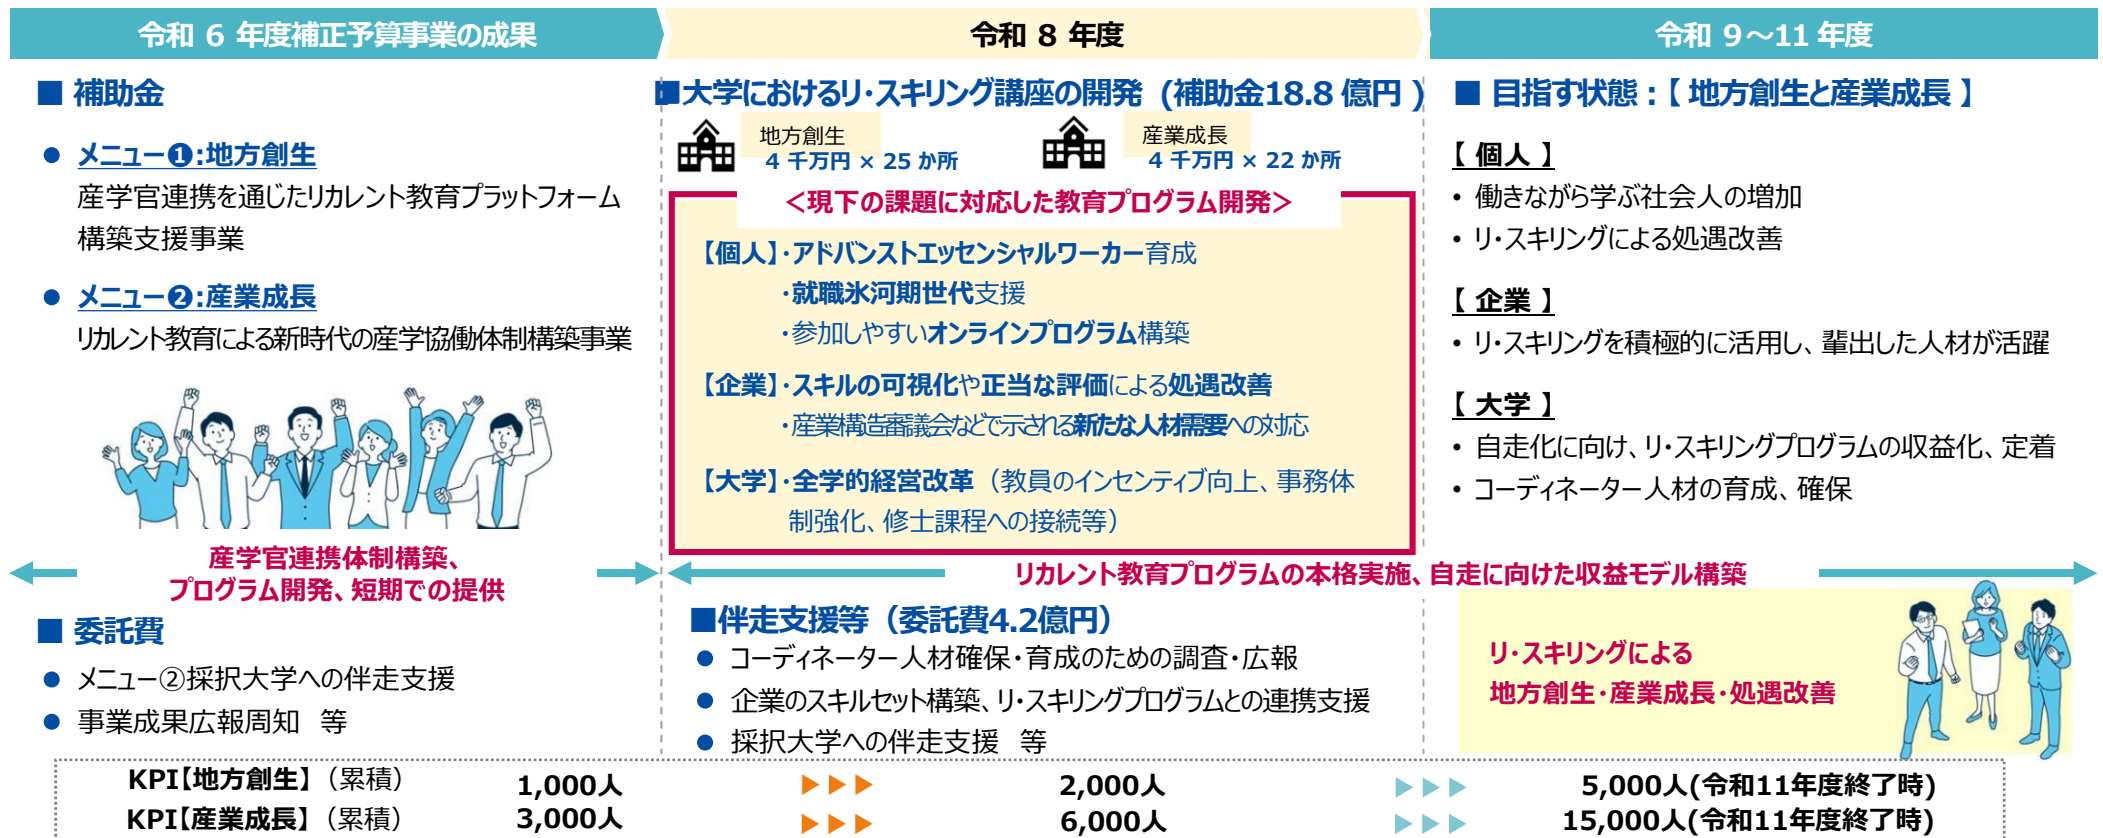 令和 6 年度補正予算事業の成果
令和 8 年度
令和 9～11 年度
■ 補助金
● メニュー❶:地方創生
産学官連携を通じたリカレント教育プラットフォーム
構築支援事業
● メニュー❷:産業成長
リカレント教育による新時代の産学協働体制構築事業
産学官連携体制構築、
プログラム開発、短期での提供
■ 委託費
● メニュー②採択大学への伴走支援
● 事業成果広報周知 等
■大学におけるリ・スキリング講座の開発（補助金18.8 億円 ）
地方創生
4 千万円 × 25 か所
産業成長
4 千万円 × 22 か所
＜現下の課題に対応した教育プログラム開発＞
【個人】・アドバンストエッセンシャルワーカー育成
・就職氷河期世代支援
・参加しやすいオンラインプログラム構築
【企業】・スキルの可視化や正当な評価による処遇改善
・産業構造審議会などで示される新たな人材需要への対応
【大学】・全学的経営改革（教員のインセンティブ向上、事務体
制強化、修士課程への接続等）
リカレント教育プログラムの本格実施、自走に向けた収益モデル構築
■伴走支援等（委託費4.2億円）
● コーディネーター人材確保・育成のための調査・広報
● 企業のスキルセット構築、リ・スキリングプログラムとの連携支援
● 採択大学への伴走支援 等
■ 目指す状態：【 地方創生と産業成長 】
【 個人 】
• 働きながら学ぶ社会人の増加
• リ・スキリングによる処遇改善
【 企業 】
• リ・スキリングを積極的に活用し、輩出した人材が活躍
【 大学 】
• 自走化に向け、リ・スキリングプログラムの収益化、定着
• コーディネーター人材の育成、確保
リ・スキリングによる
地方創生・産業成長・処遇改善
KPI【地方創生】（累積） 1,000人 ▶▶▶ 2,000人 ▶▶▶ 5,000人(令和11年度終了時)
KPI【産業成長】（累積） 3,000人 ▶▶▶ 6,000人 ▶▶▶ 15,000人(令和11年度終了時)